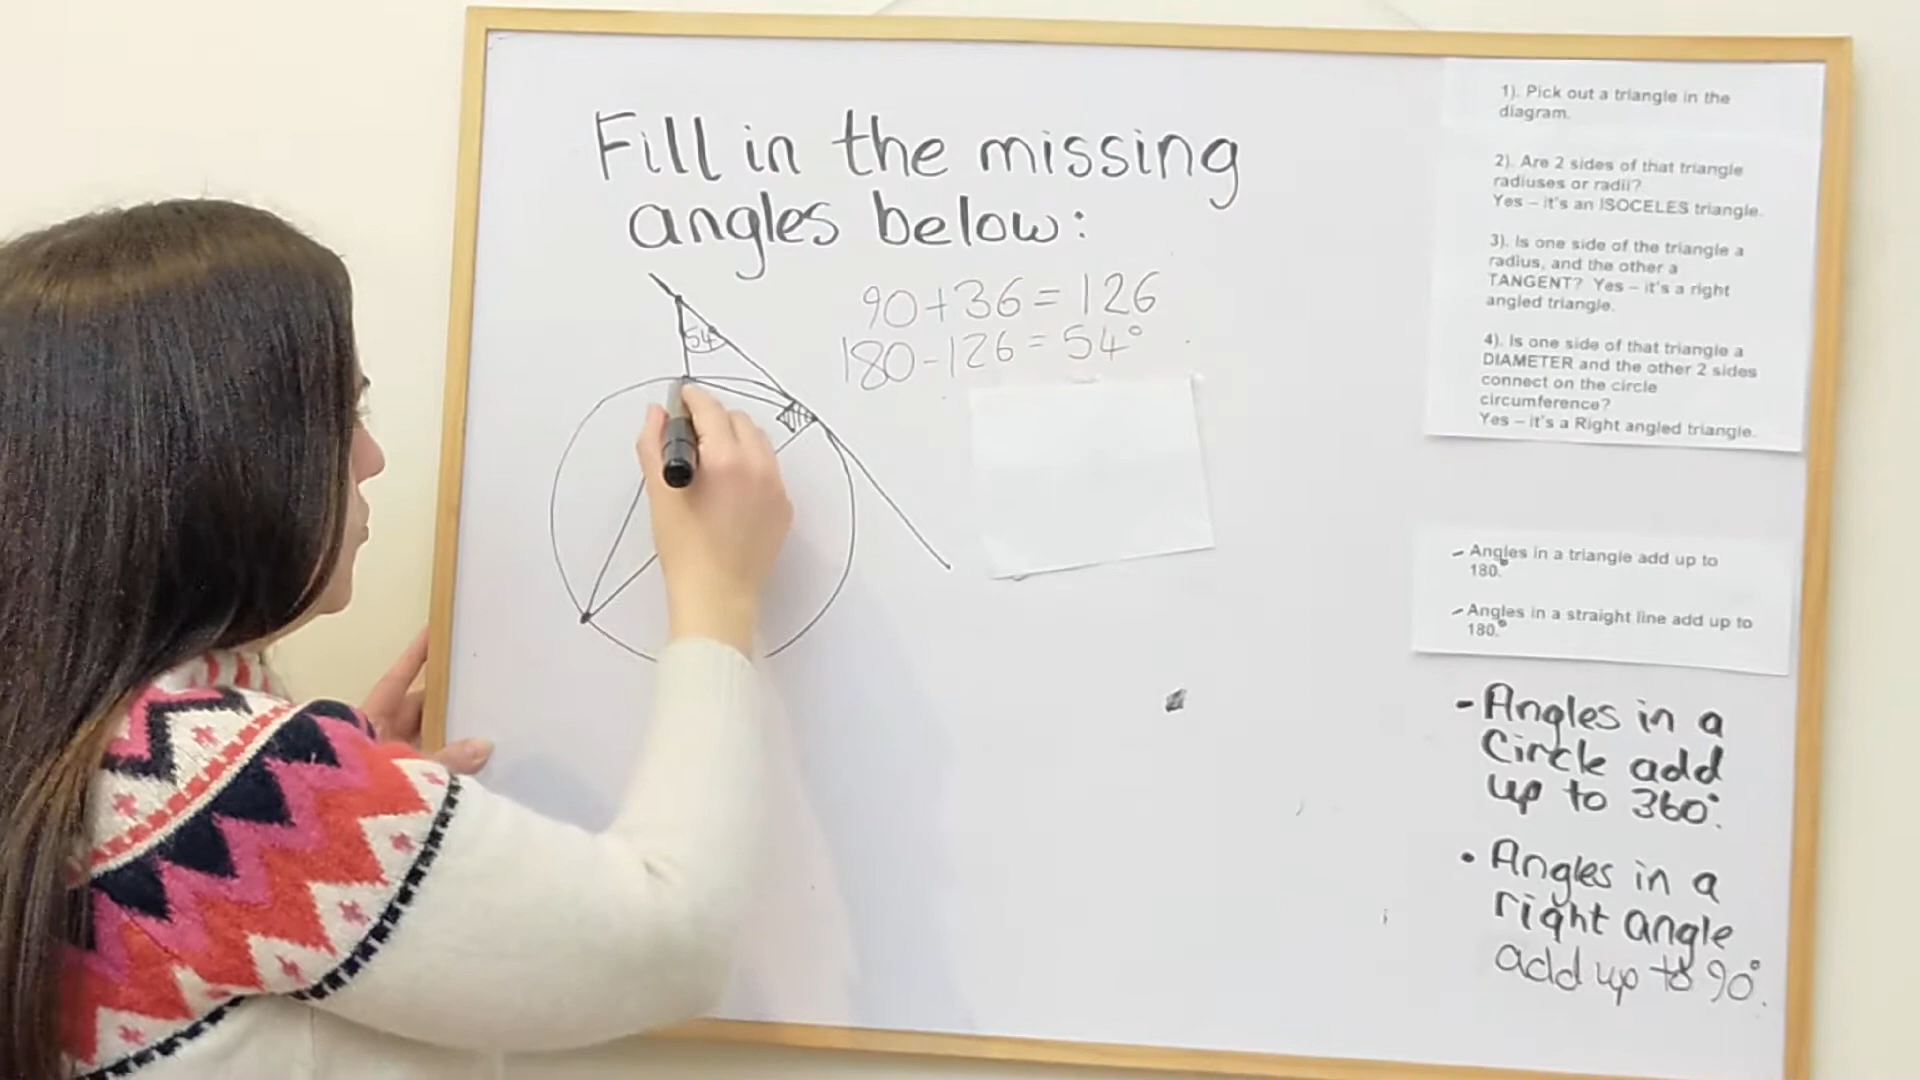 Fill in the missing
angles below:
90+36=126
180-126=54°
54
1). Pick out a triangle in the
diagram.
2). Are 2 sides of that triangle
radiuses or radii?
Yes – it's an ISOCELES triangle.
3). Is one side of the triangle a
radius, and the other a
TANGENT? Yes – it's a right
angled triangle.
4). Is one side of that triangle a
DIAMETER and the other 2 sides
connect on the circle
circumference?
Yes – it's a Right angled triangle.
- Angles in a triangle add up to
180.°
- Angles in a straight line add up to
180.°
- Angles in a
Circle add
up to 360°.
• Angles in a
right angle
add up to 90°.